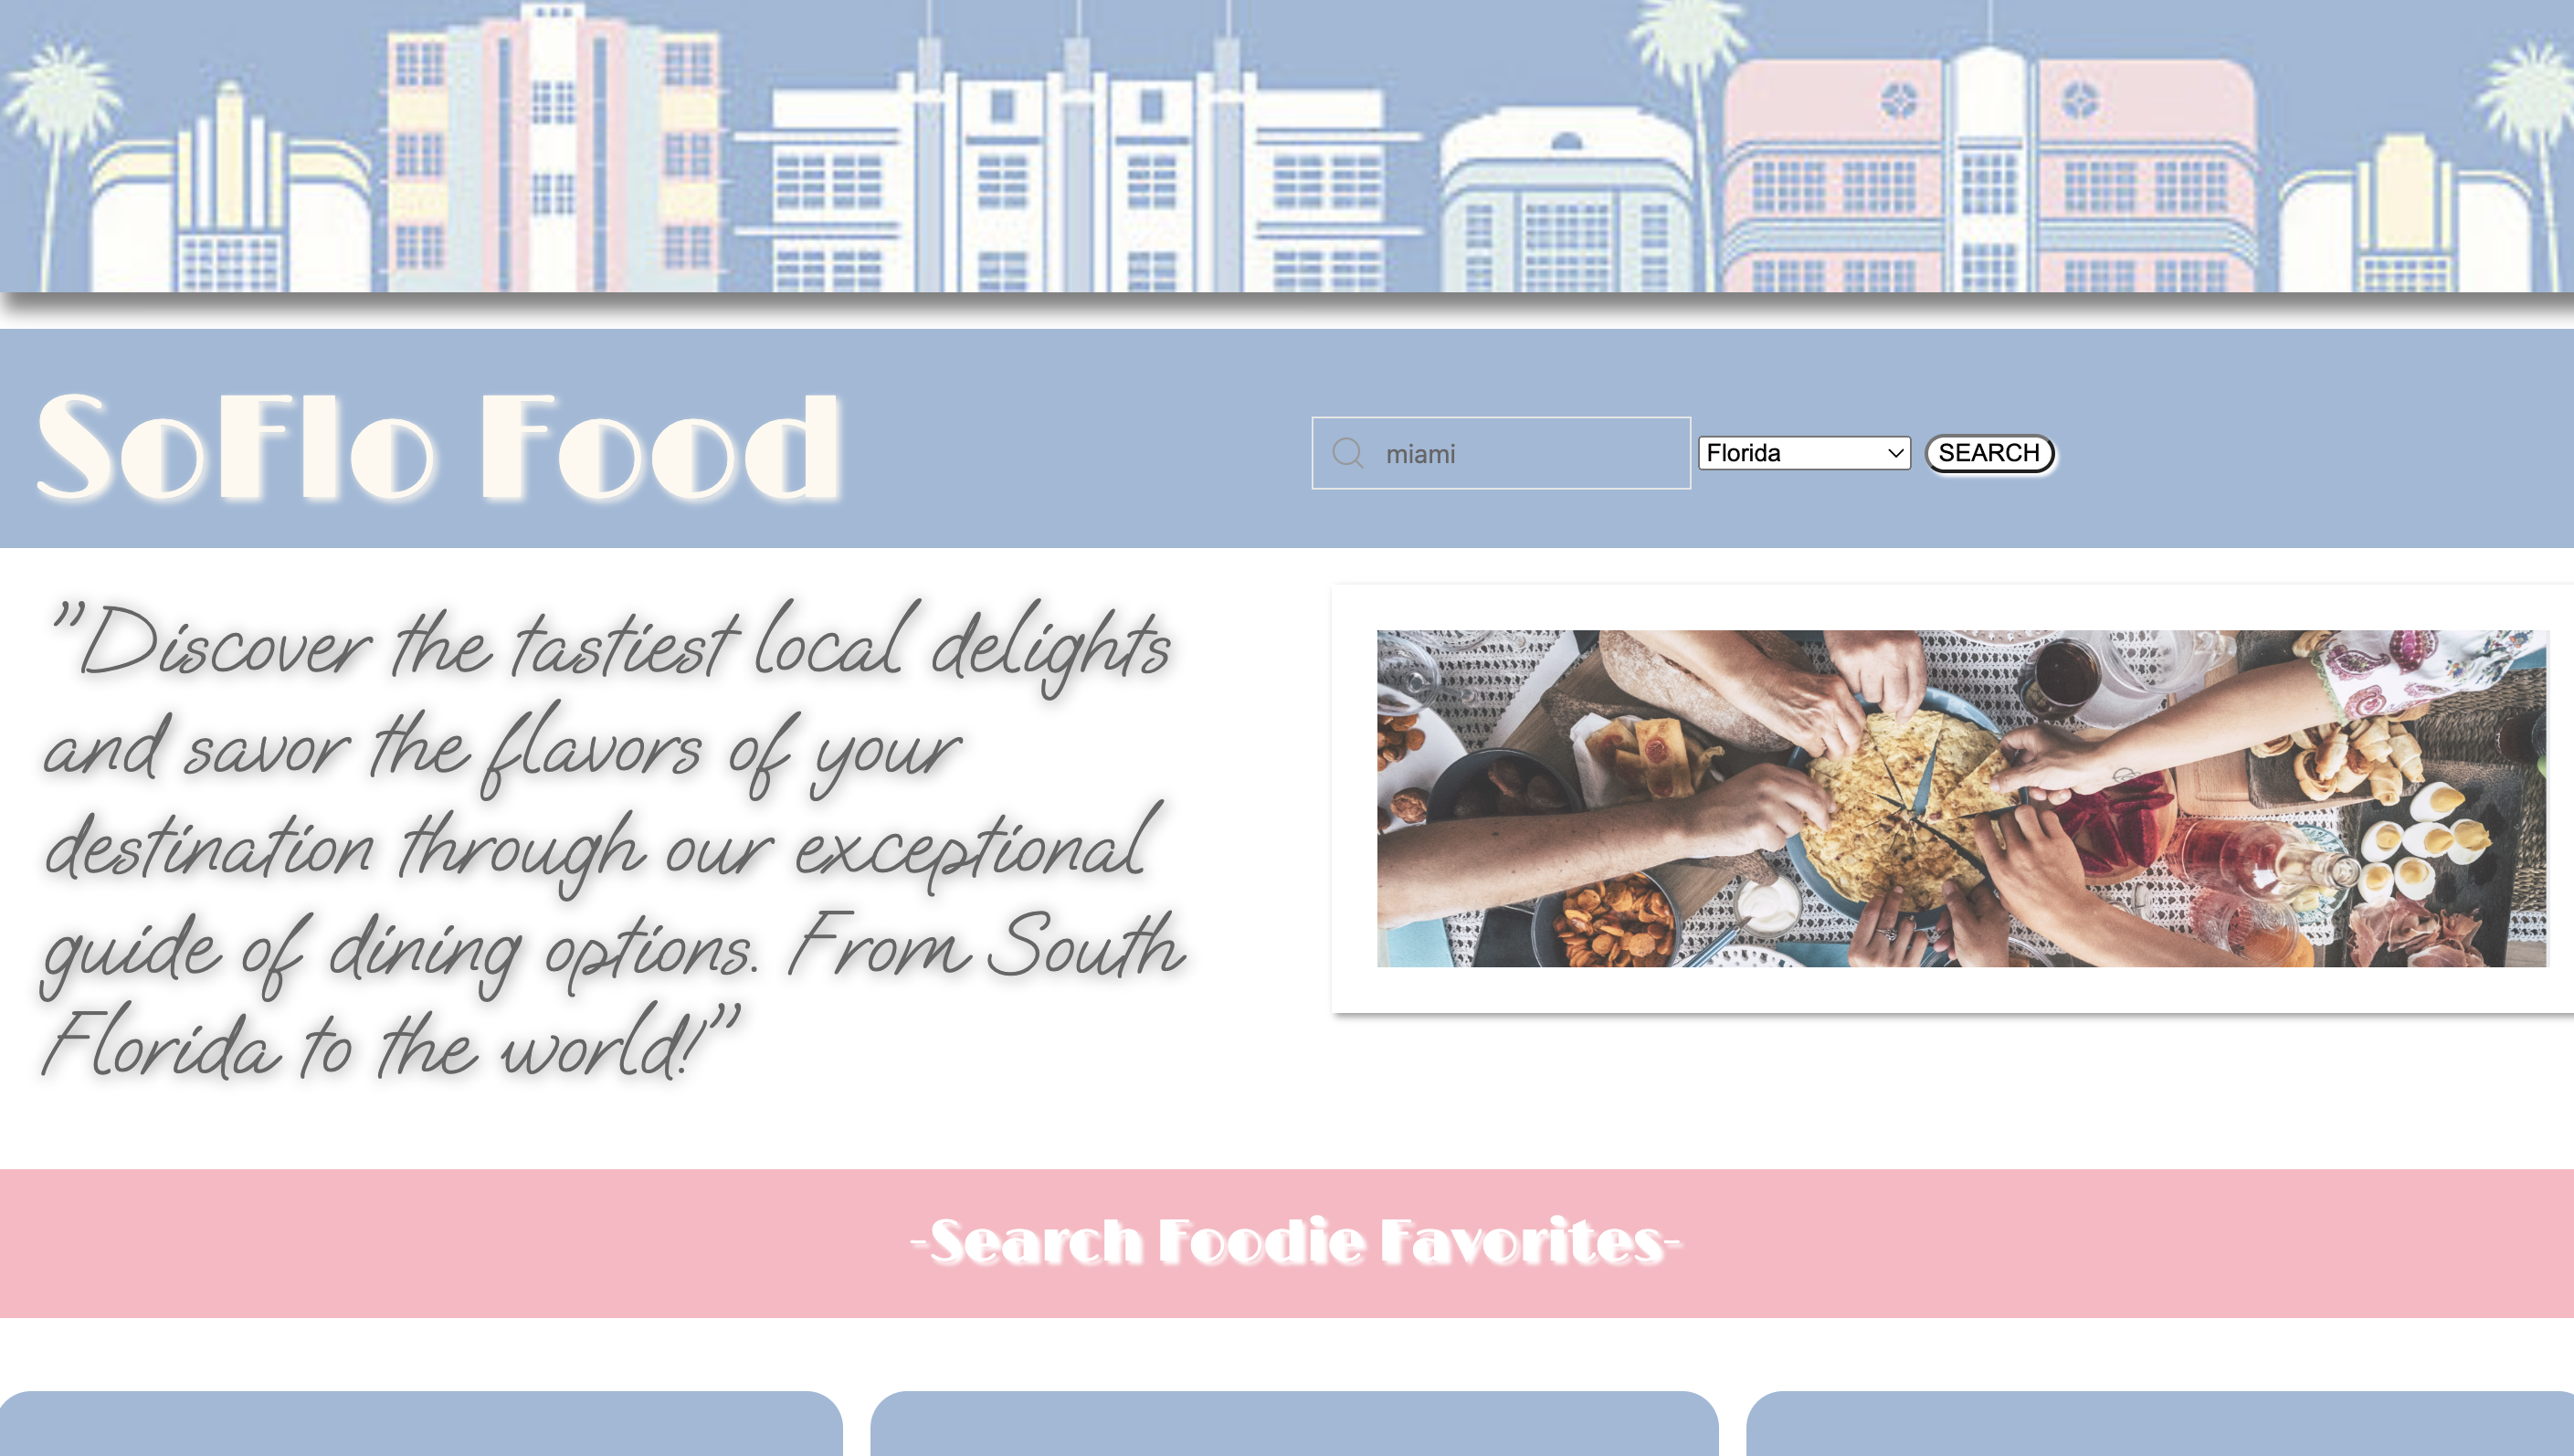 SoFlo Food
miami
Florida
SEARCH
"Discover the tastiest local delights
and savor the flavors of your
destination through our exceptional
guide of dining options. From South
Florida to the world!"
-Search Foodie Favorites-